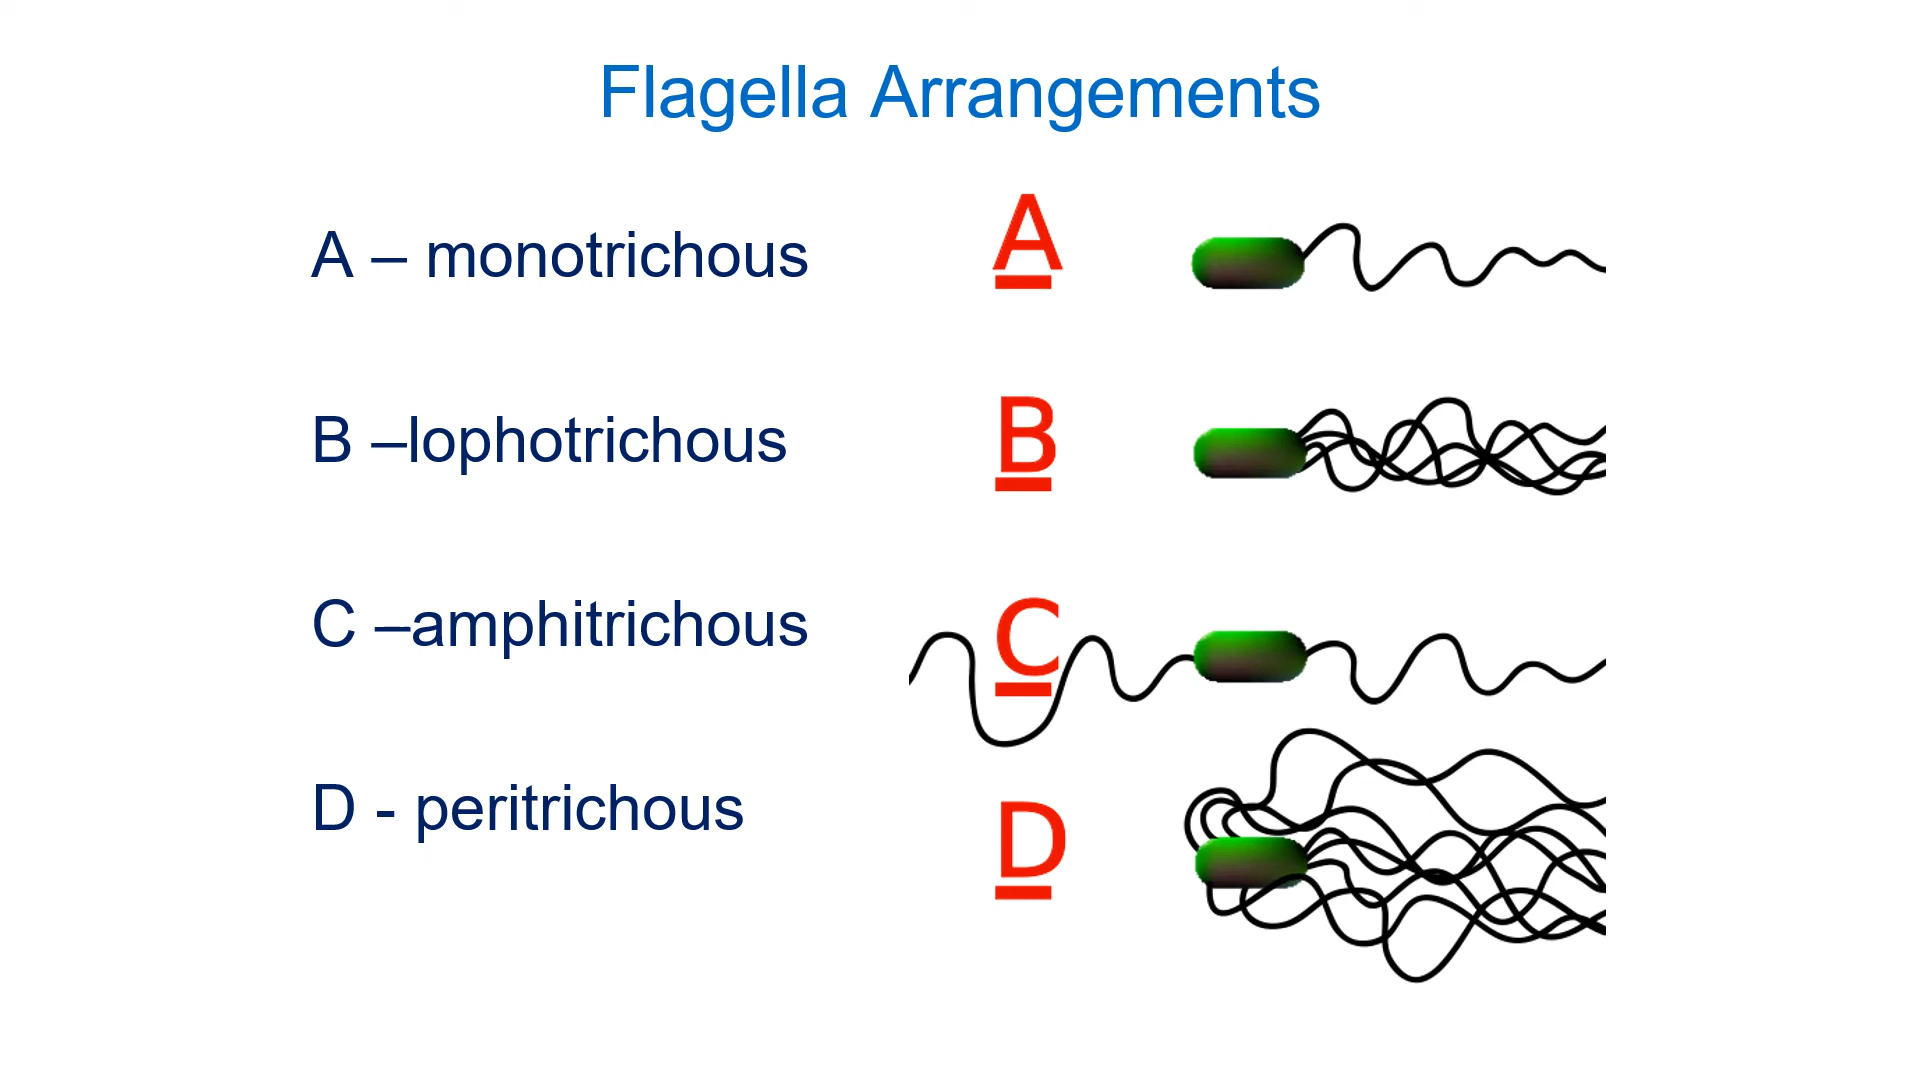 Flagella Arrangements
A – monotrichous
A
B –lophotrichous
B
C –amphitrichous
C
D - peritrichous
D